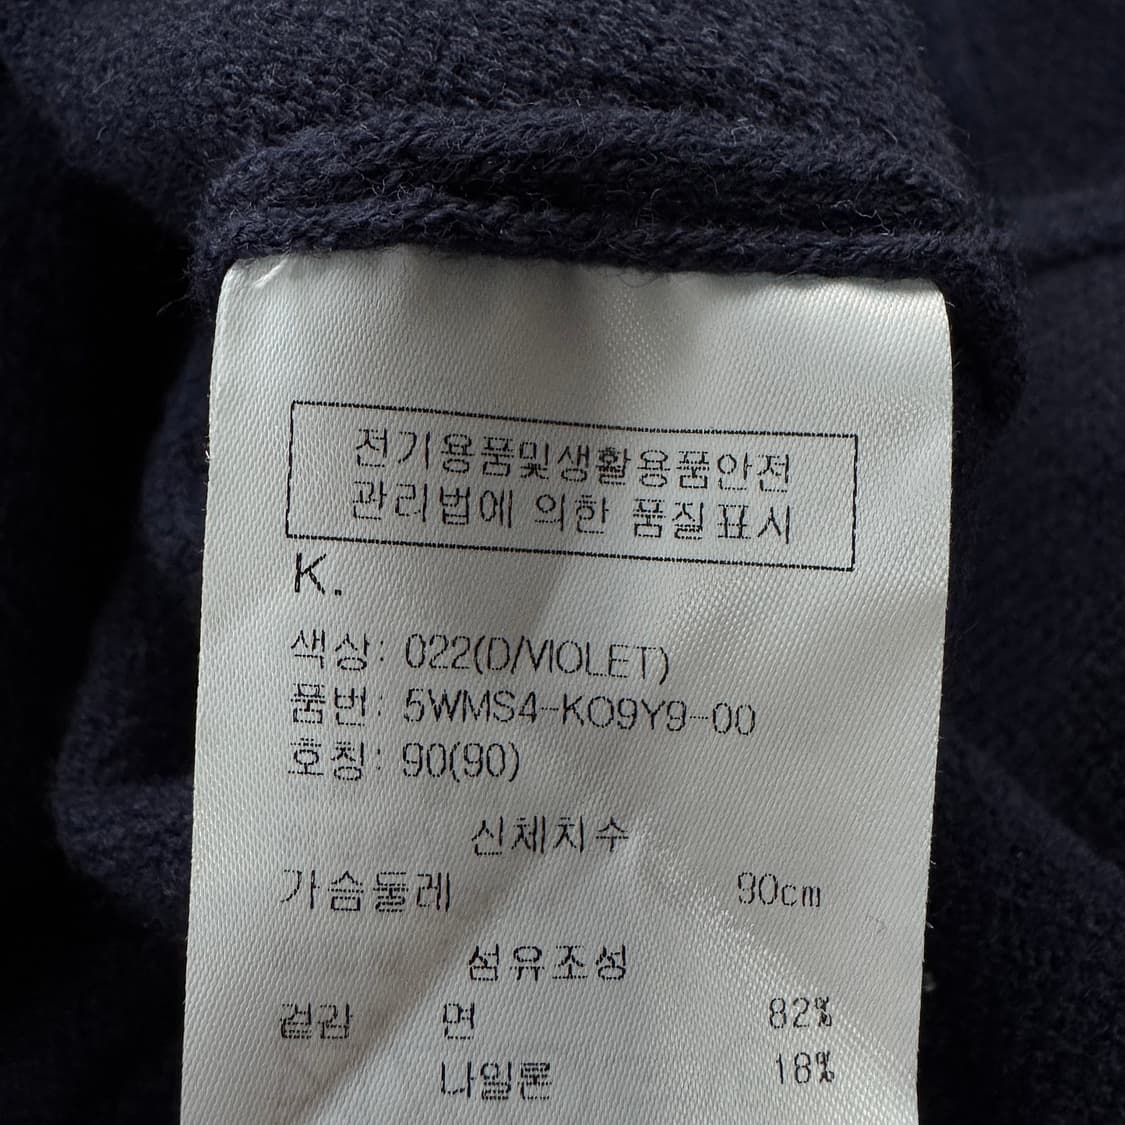 전기용품및생활용품안전
관리법에 의한 품질표시
K.
색상: 022(D/VIOLET)
품번: 5WMS4-KO9Y9-00
호칭: 90(90)
신체치수
가슴둘레 90cm
섬유조성
겉감 면 82%
나일론 18%